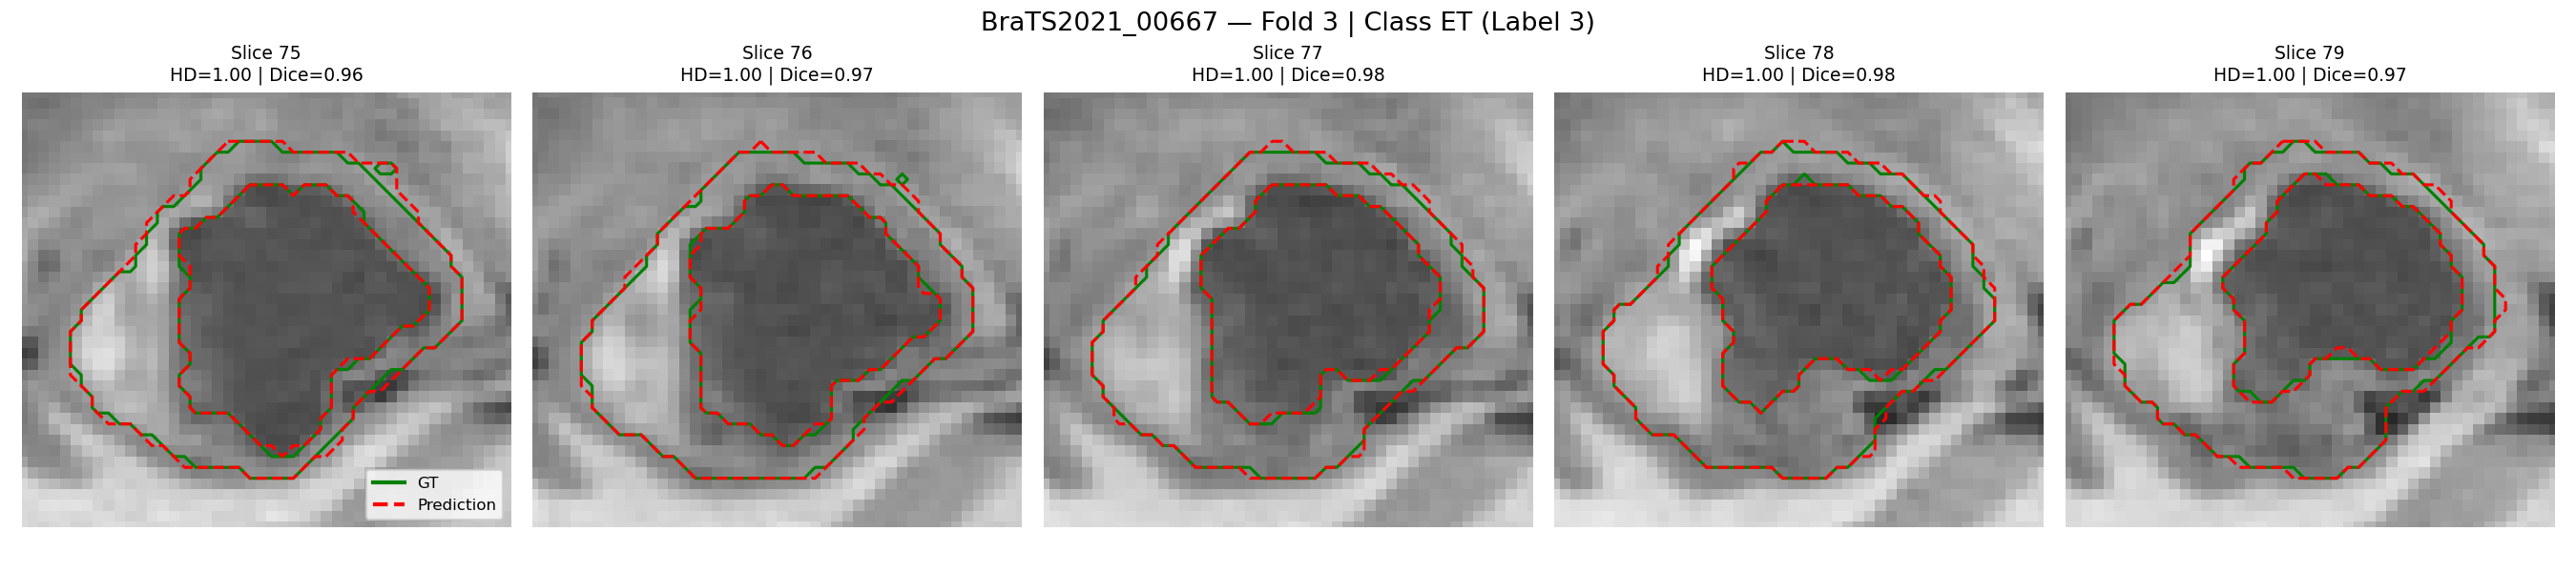 BraTS2021_00667 — Fold 3 | Class ET (Label 3)
Slice 75
HD=1.00 | Dice=0.96
Slice 76
HD=1.00 | Dice=0.97
Slice 77
HD=1.00 | Dice=0.98
Slice 78
HD=1.00 | Dice=0.98
Slice 79
HD=1.00 | Dice=0.97
GT
Prediction